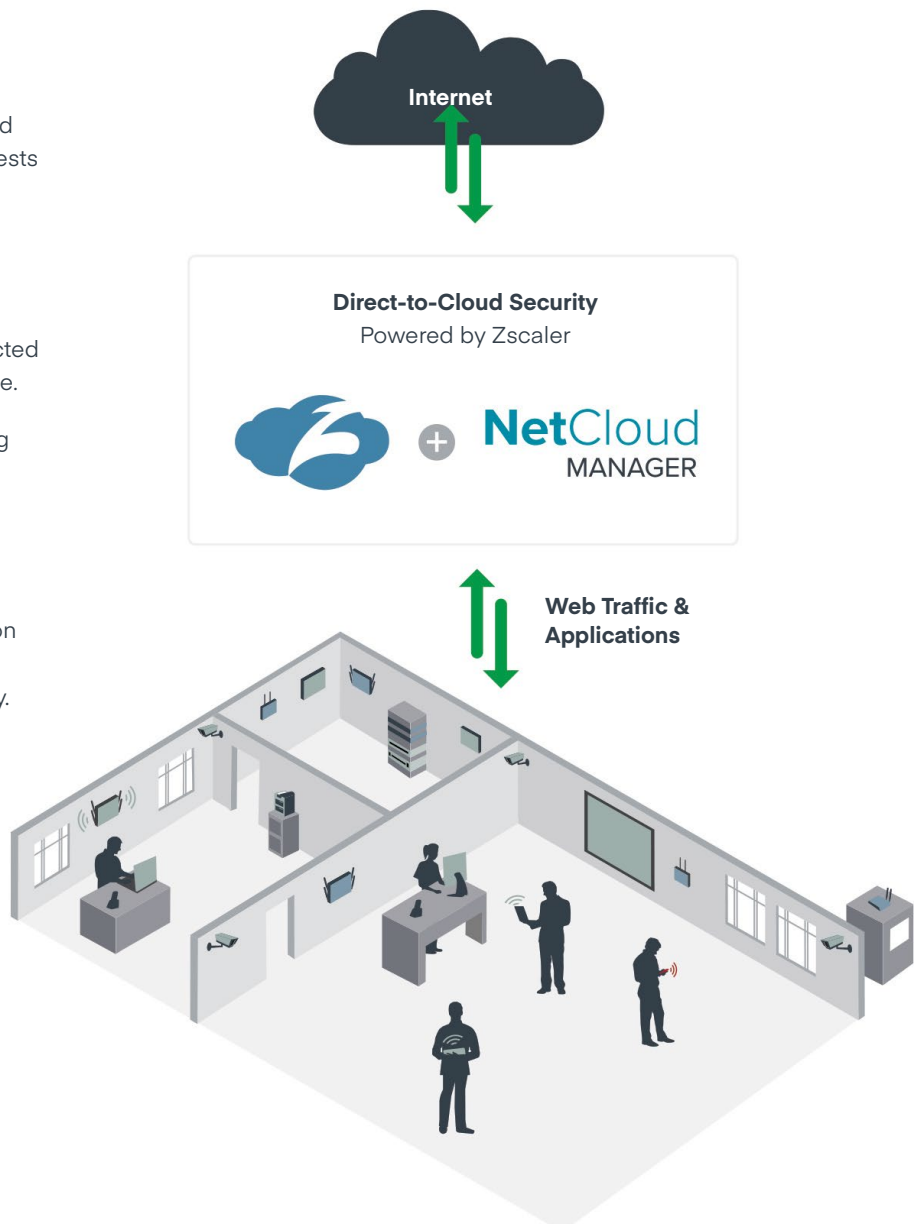 Internet
d
ests
Direct-to-Cloud Security
Powered by Zscaler
cted
e.
g
NetCloud
MANAGER
Web Traffic &
Applications
on
y.